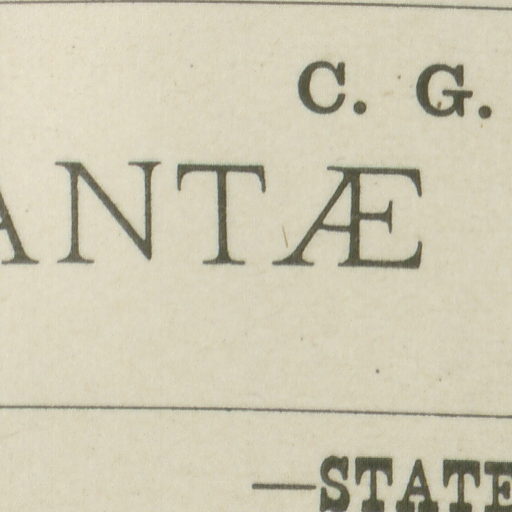 C. G.
ANTÆ
—STATE